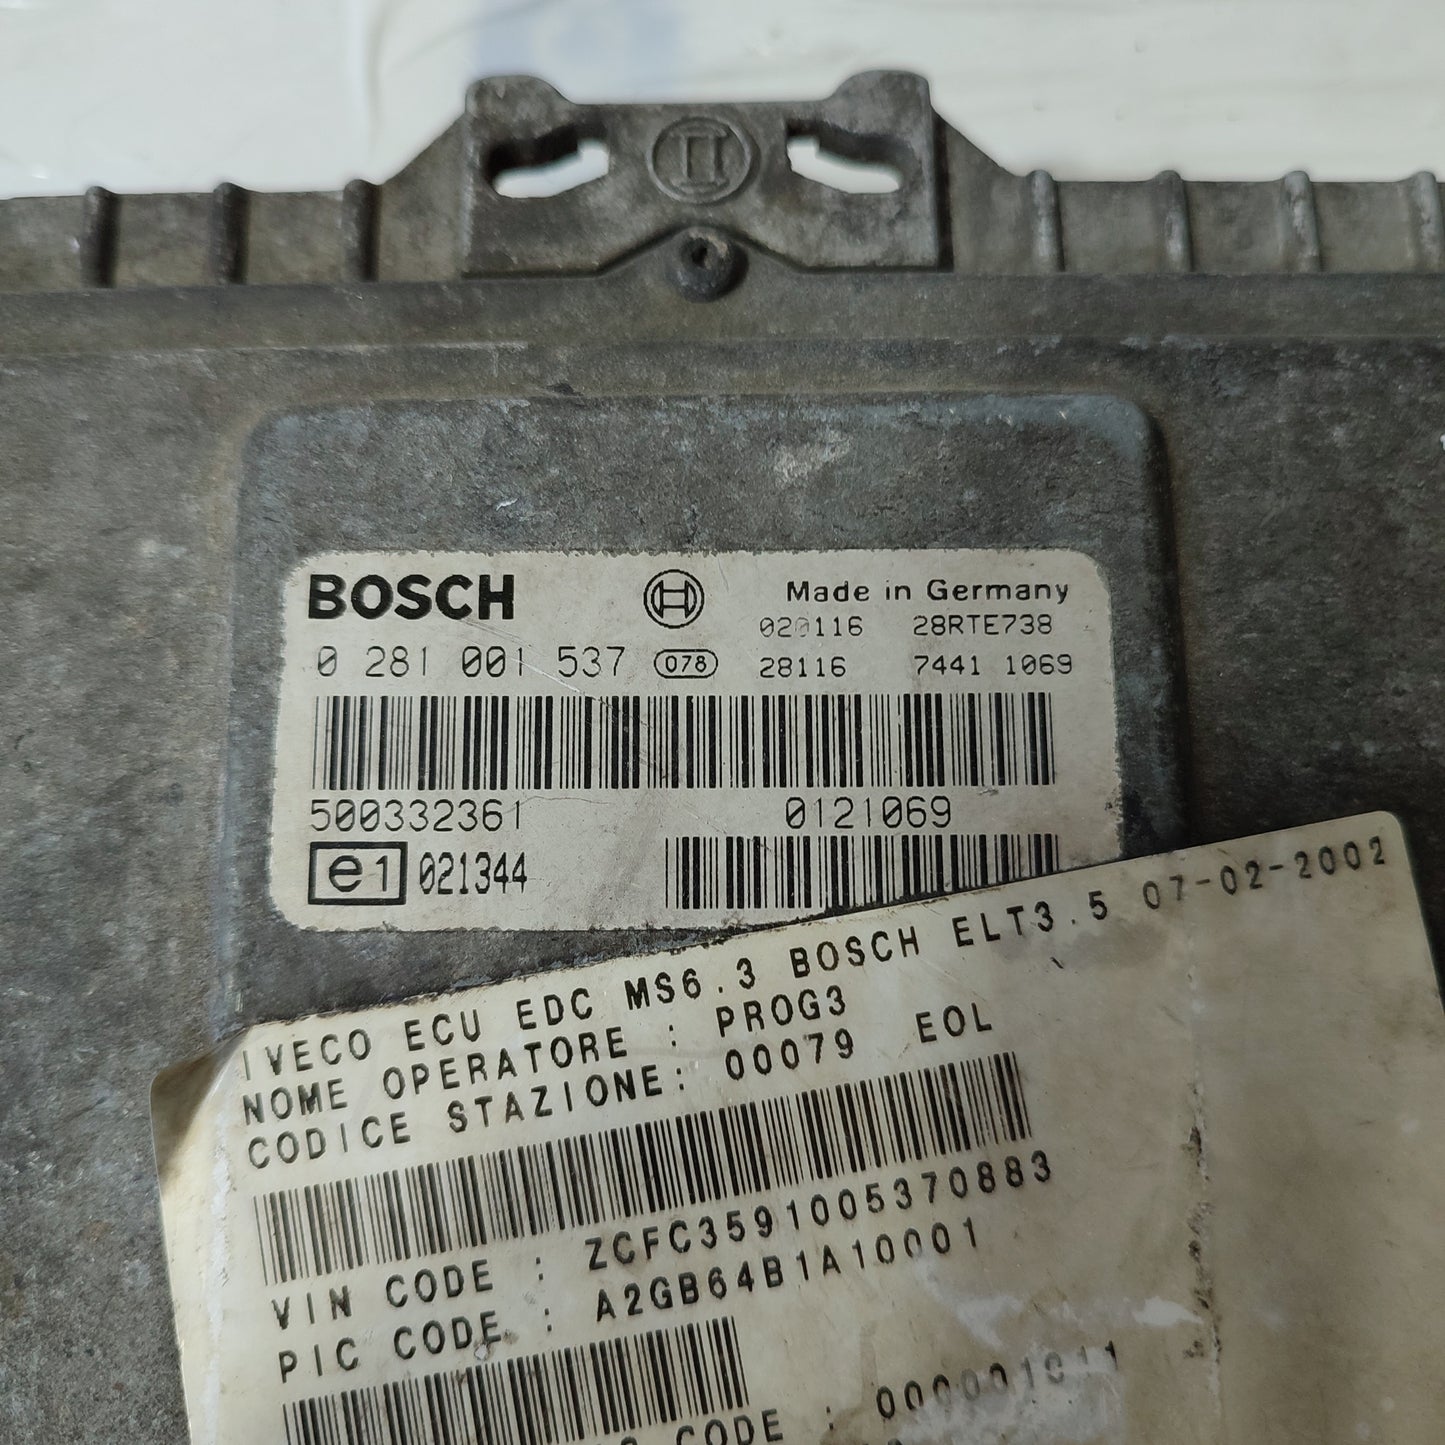 BOSCH Made in Germany
020116 28RTE738
0 281 001 537 078 28116 7441 1069
500332361 0121069
e1 021344
IVECO ECU EDC MS6.3 BOSCH ELT3.5 07-02-2002
NOME OPERATORE : PROG3
CODICE STAZIONE: 00079 EOL
VIN CODE : ZCFC3591005370883
PIC CODE : A2GB64B1A10001
CODE :